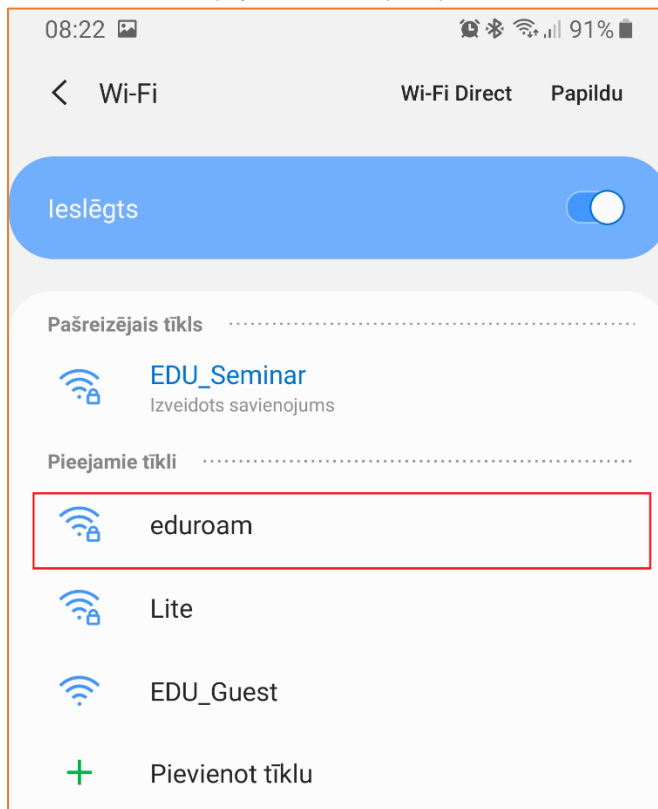 08:22 91%
Wi-Fi Wi-Fi Direct Papildu
Ieslēgts
Pašreizējais tīkls
EDU_Seminar
Izveidots savienojums
Pieejamie tīkli
eduroam
Lite
EDU_Guest
Pievienot tīklu